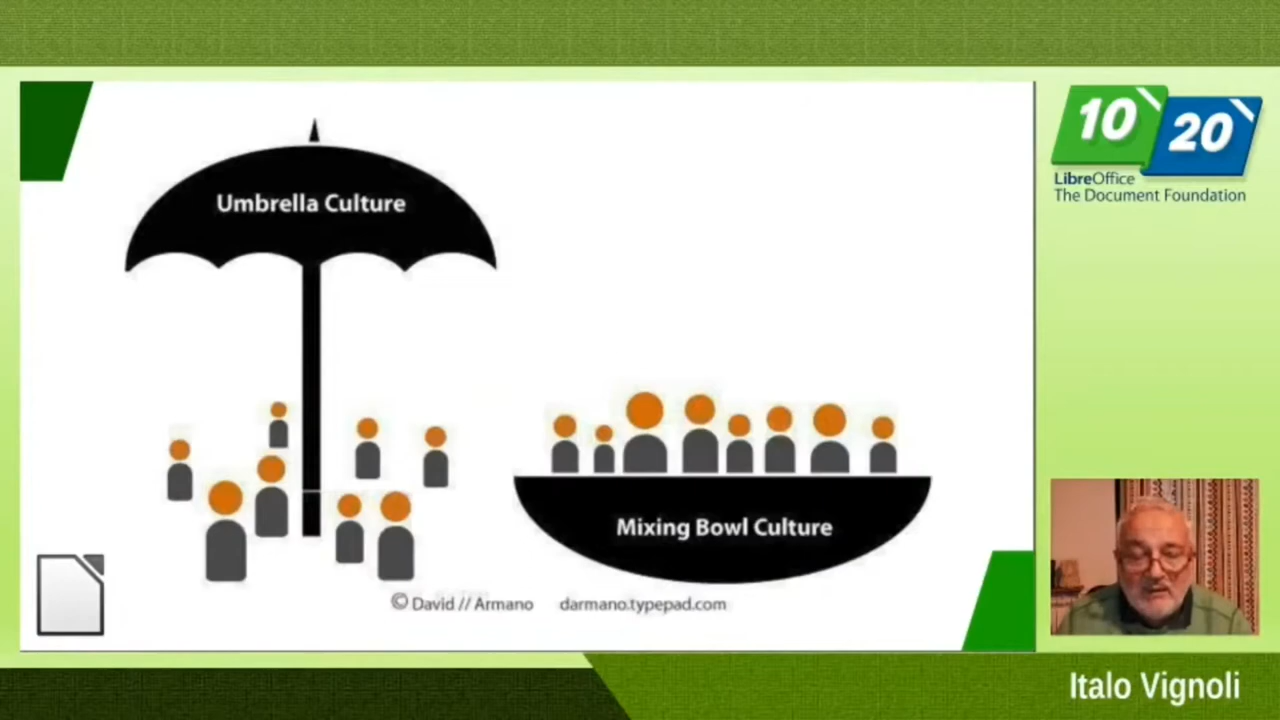 Umbrella Culture
Mixing Bowl Culture
© David // Armano darmano.typepad.com
10
20
LibreOffice
The Document Foundation
Italo Vignoli